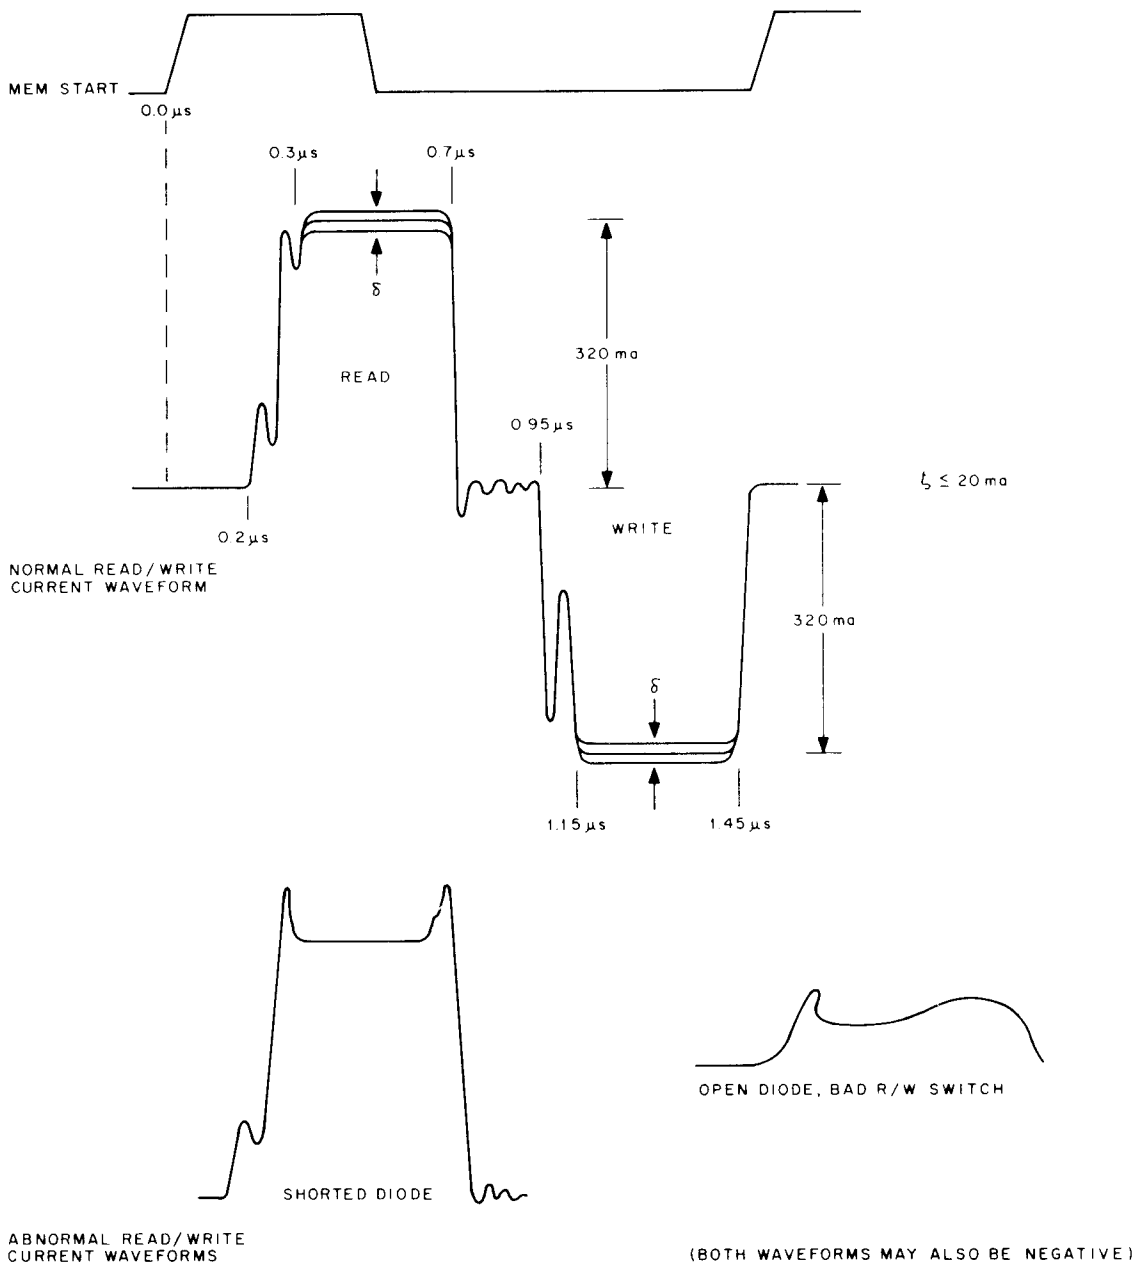 MEM START
0.0 μs
0.3 μs
0.7 μs
δ
320 ma
READ
0 95 μs
δ ≤ 20 ma
WRITE
0.2 μs
NORMAL READ/WRITE
CURRENT WAVEFORM
320 ma
δ
1.15 μs
1.45 μs
OPEN DIODE, BAD R/W SWITCH
SHORTED DIODE
ABNORMAL READ/WRITE
CURRENT WAVEFORMS
(BOTH WAVEFORMS MAY ALSO BE NEGATIVE)